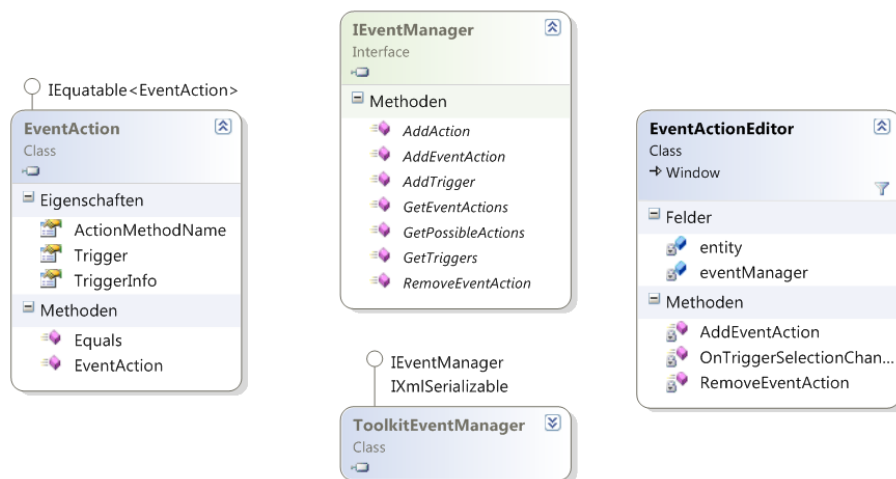 IEquatable<EventAction>
EventAction
Class
Eigenschaften
ActionMethodName
Trigger
TriggerInfo
Methoden
Equals
EventAction
IEventManager
Interface
Methoden
AddAction
AddEventAction
AddTrigger
GetEventActions
GetPossibleActions
GetTriggers
RemoveEventAction
IEventManager
IXmlSerializable
ToolkitEventManager
Class
EventActionEditor
Class
Window
Felder
entity
eventManager
Methoden
AddEventAction
OnTriggerSelectionChan...
RemoveEventAction